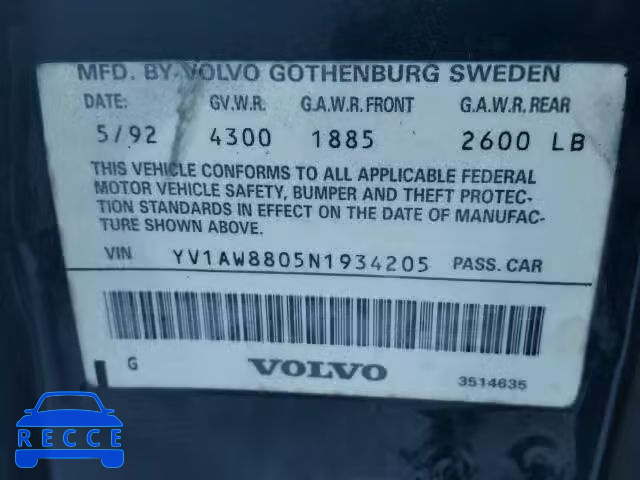 MFD. BY VOLVO GOTHENBURG SWEDEN
DATE: G.V.W.R. G.A.W.R. FRONT G.A.W.R. REAR
5/92 4300 1885 2600 LB
THIS VEHICLE CONFORMS TO ALL APPLICABLE FEDERAL
MOTOR VEHICLE SAFETY, BUMPER AND THEFT PROTEC-
TION STANDARDS IN EFFECT ON THE DATE OF MANUFAC-
TURE SHOWN ABOVE.
VIN YV1AW8805N1934205 PASS. CAR
G VOLVO 3514635
RECCE